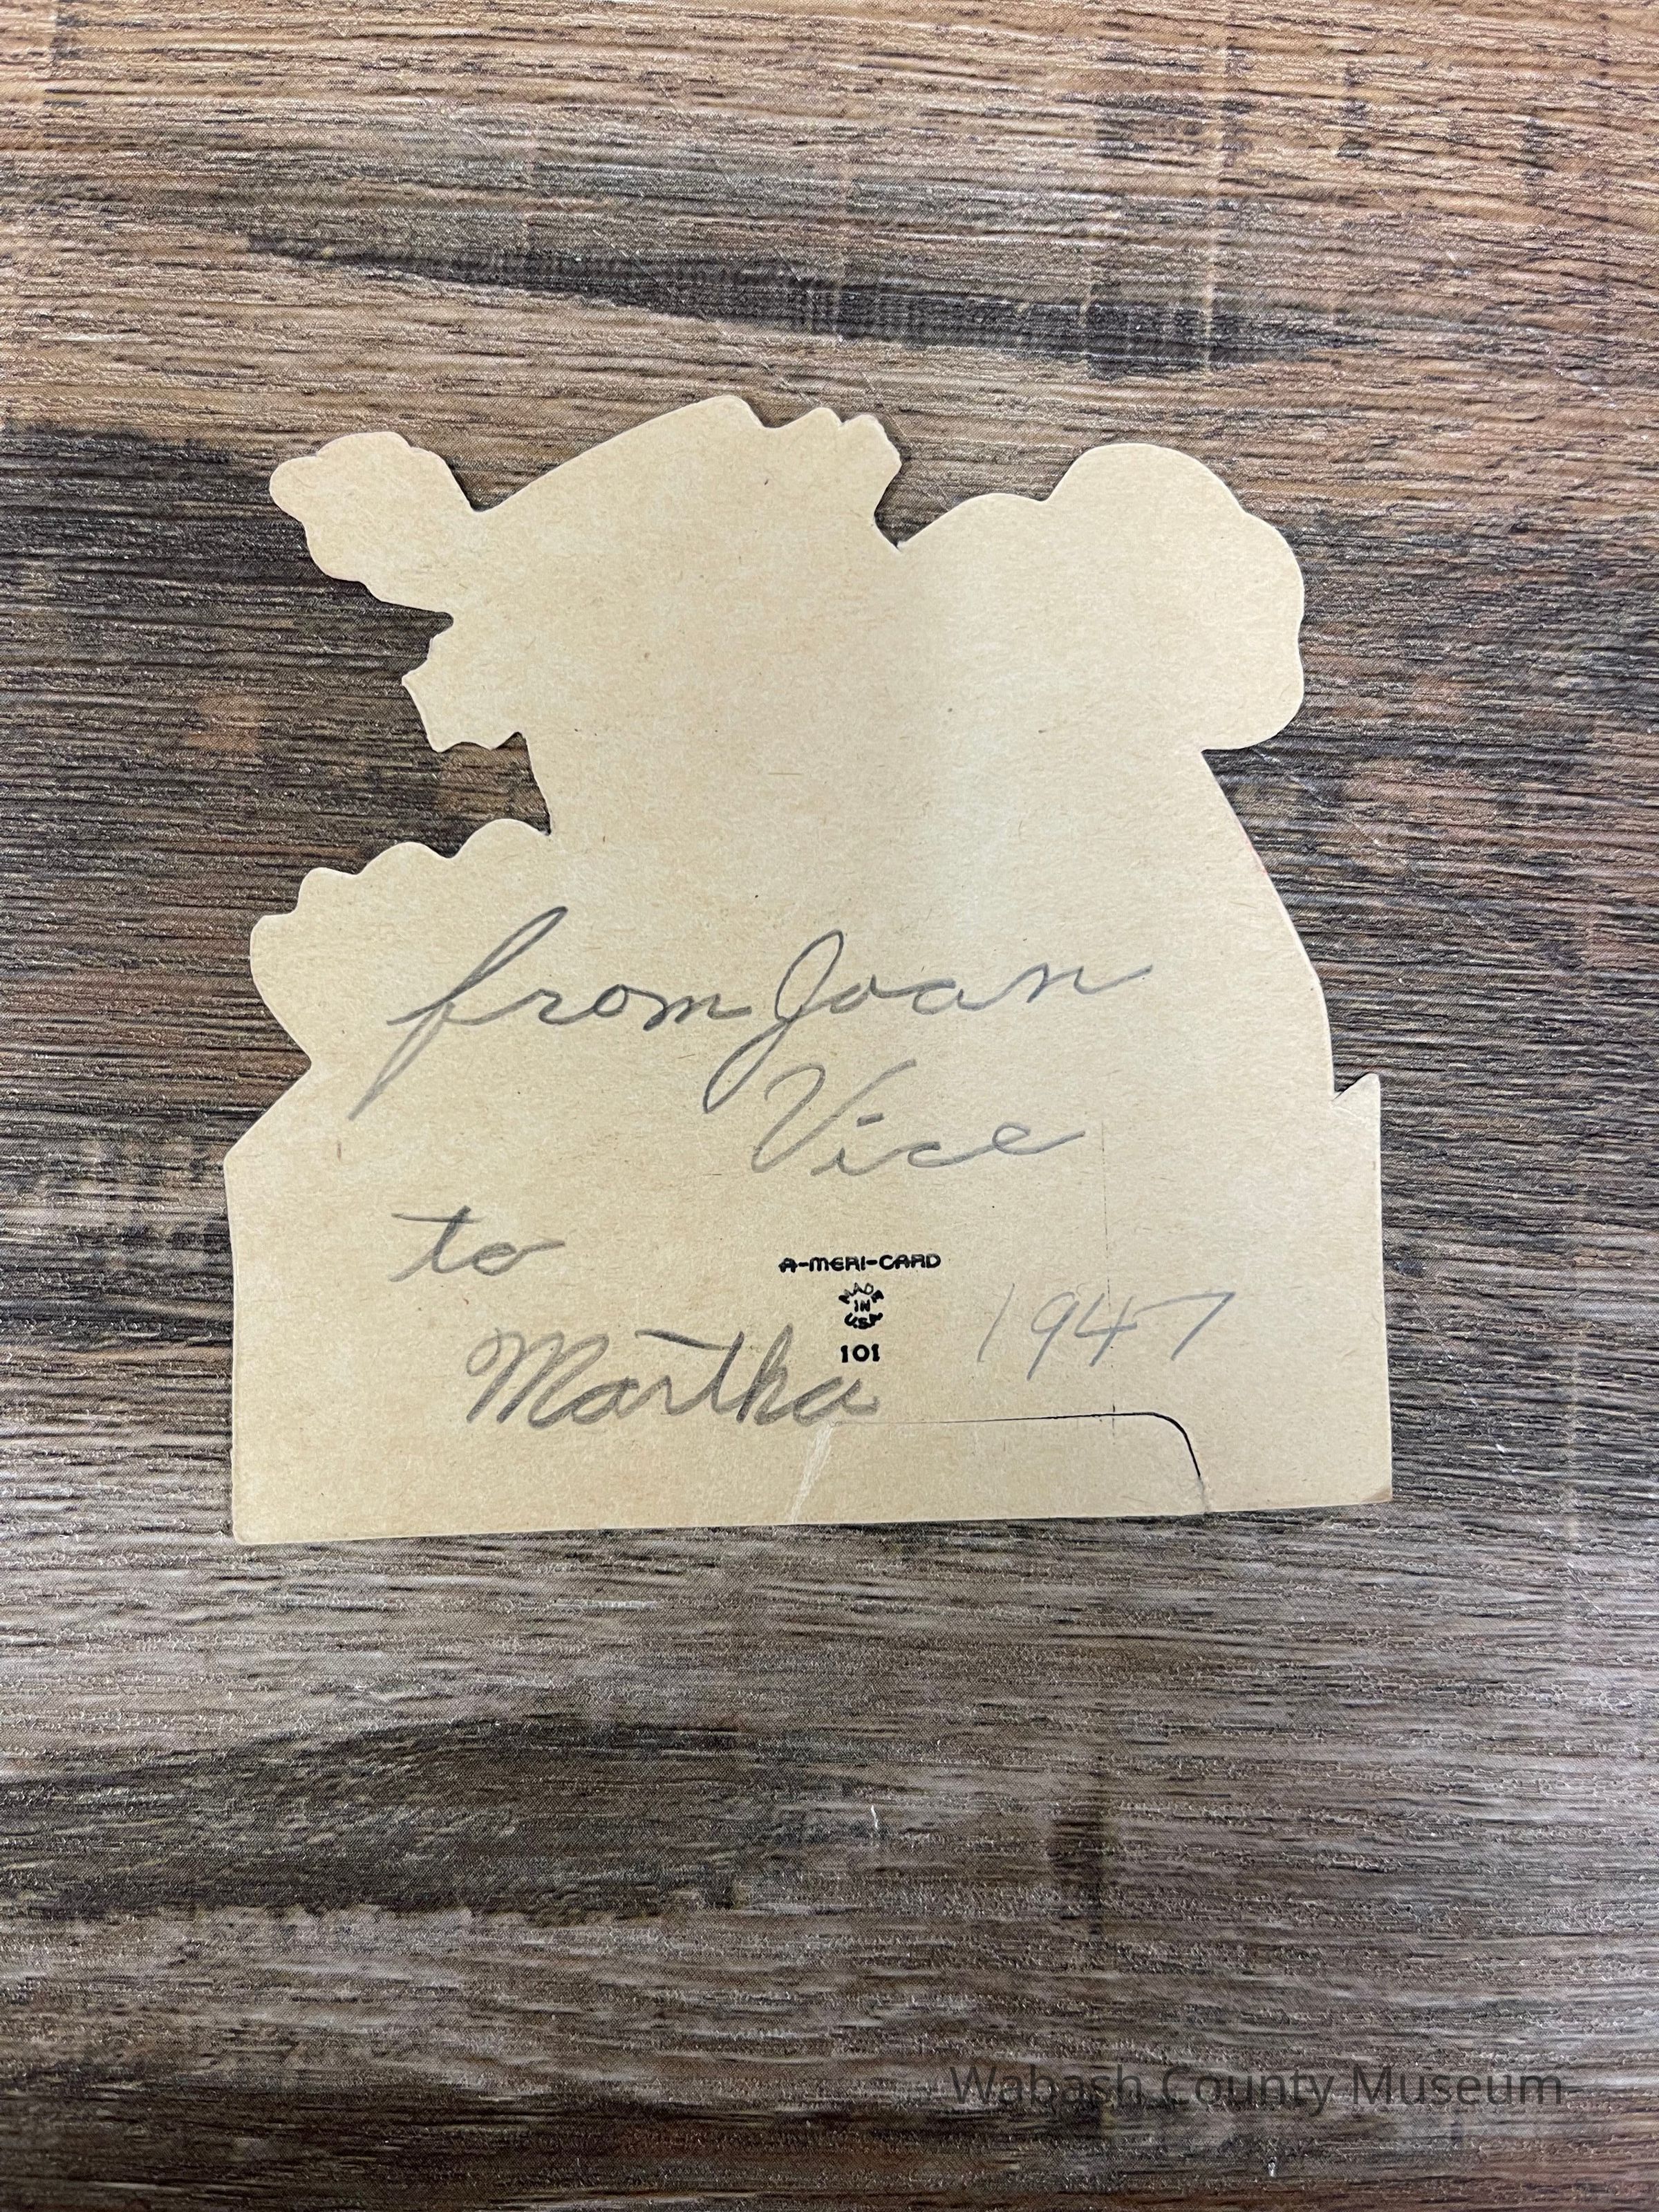 from Joan
Vice
to
A-MERI-CARD
MADE
IN
USA
101
1947
Martha
Wabash County Museum